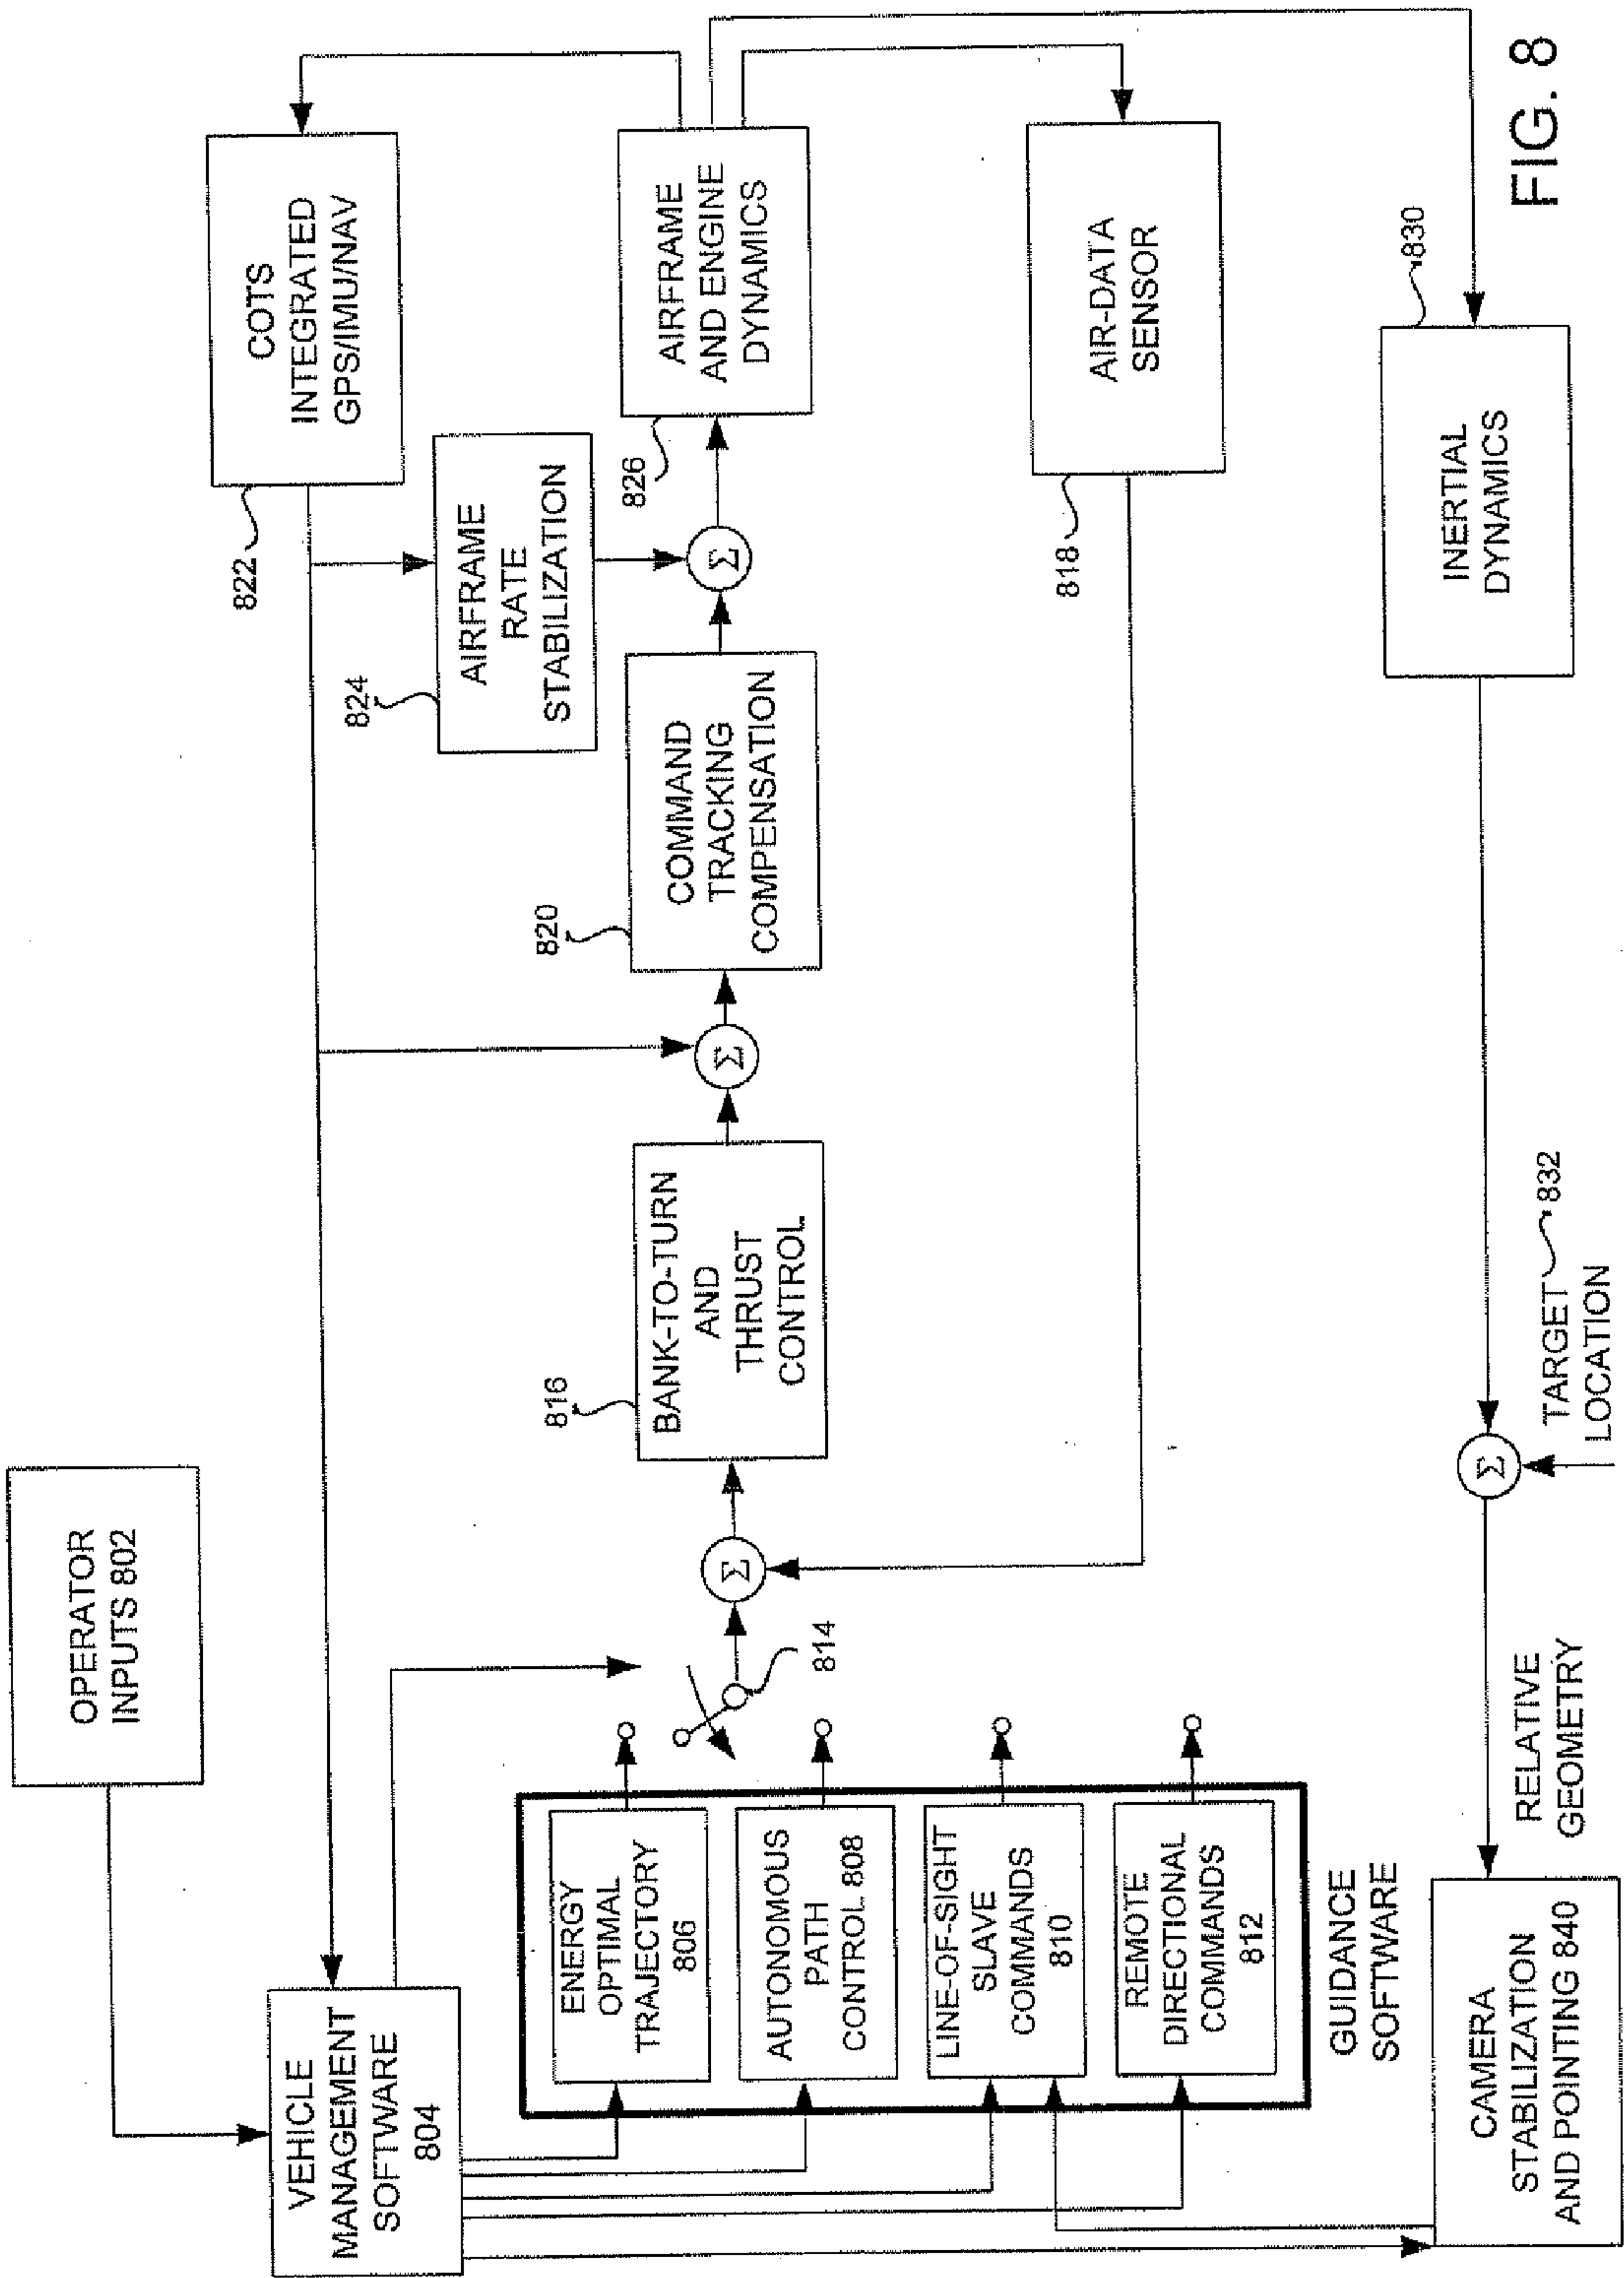 OPERATOR
INPUTS 802
VEHICLE
MANAGEMENT
SOFTWARE
804
COTS
INTEGRATED
GPS/IMU/NAV
822
AIRFRAME
RATE
STABILIZATION
824
ENERGY
OPTIMAL
TRAJECTORY
806
AUTONOMOUS
PATH
CONTROL 808
LINE-OF-SIGHT
SLAVE
COMMANDS
810
REMOTE
DIRECTIONAL
COMMANDS
812
GUIDANCE
SOFTWARE
814
Σ
816
BANK-TO-TURN
AND
THRUST
CONTROL
Σ
820
COMMAND
TRACKING
COMPENSATION
Σ
826
AIRFRAME
AND ENGINE
DYNAMICS
818
AIR-DATA
SENSOR
CAMERA
STABILIZATION
AND POINTING 840
RELATIVE
GEOMETRY
Σ
TARGET 832
LOCATION
INERTIAL
DYNAMICS
830
FIG. 8